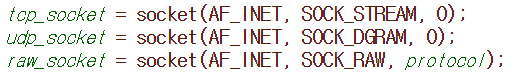 tcp_socket = socket(AF_INET, SOCK_STREAM, 0);
udp_socket = socket(AF_INET, SOCK_DGRAM, 0);
raw_socket = socket(AF_INET, SOCK_RAW, protocol);